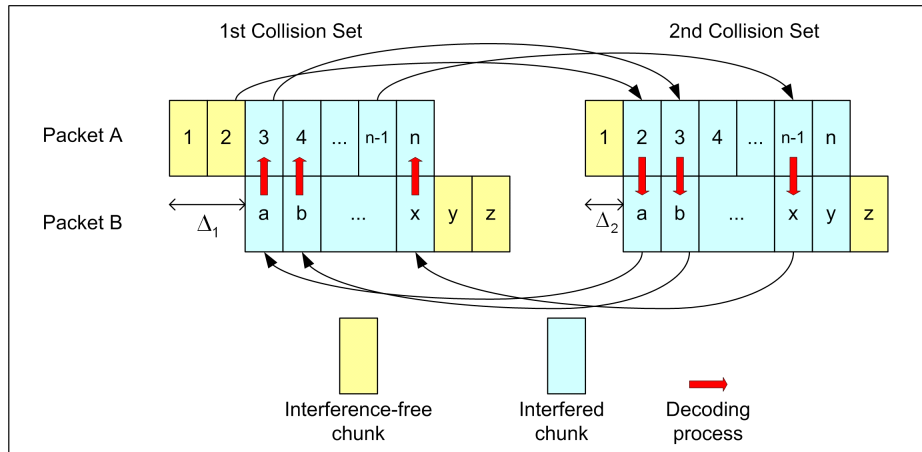 1st Collision Set 2nd Collision Set
Packet A 1 2 3 4 ... n-1 n 1 2 3 4 ... n-1 n
Packet B a b ... x y z a b ... x y z
Δ1 Δ2
Interference-free chunk
Interfered chunk
Decoding process